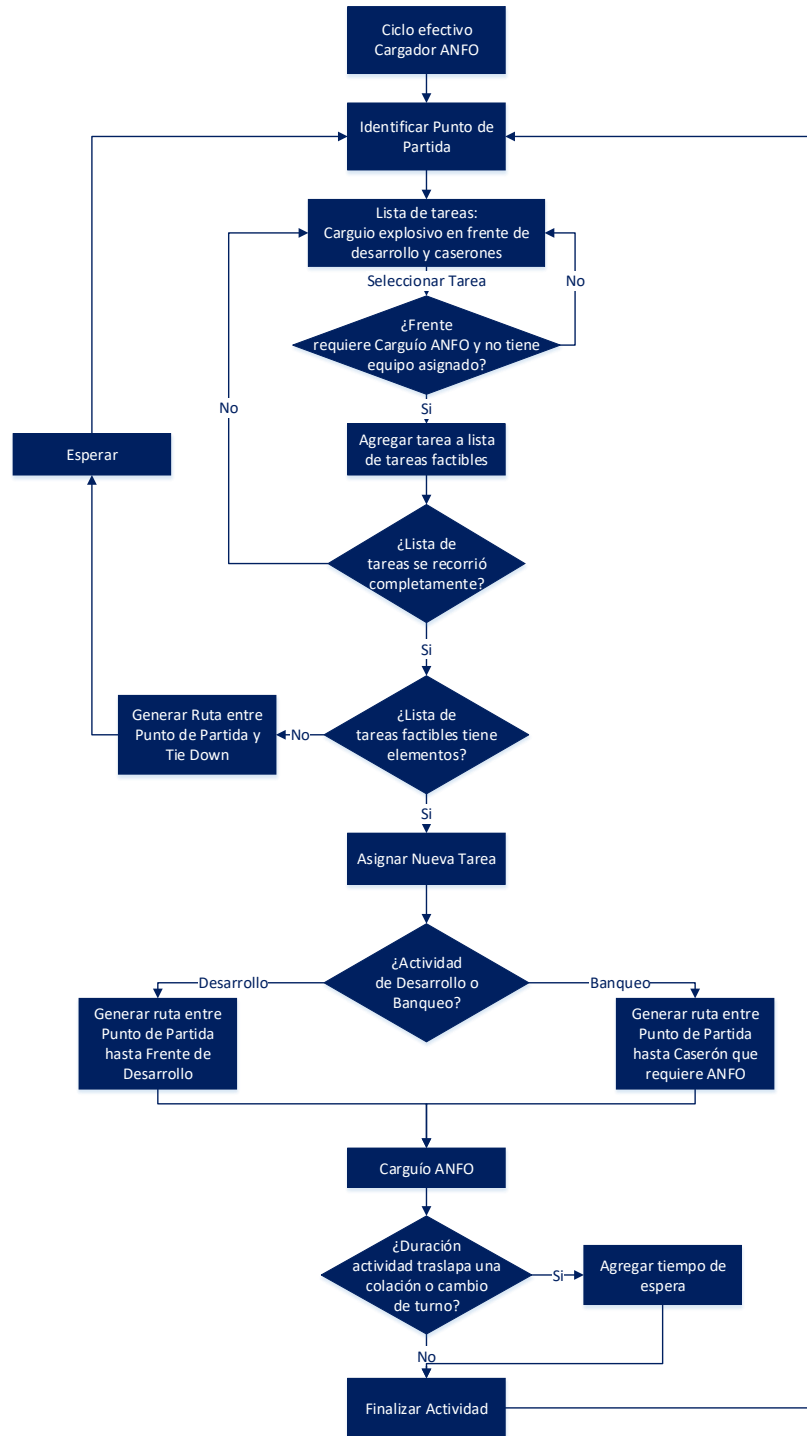 Ciclo efectivo
Cargador ANFO
Identificar Punto de
Partida
Lista de tareas:
Carguio explosivo en frente de
desarrollo y caserones
Seleccionar Tarea
No
¿Frente
requiere Carguío ANFO y no tiene
equipo asignado?
No
Si
Esperar
Agregar tarea a lista
de tareas factibles
¿Lista de
tareas se recorrió
completamente?
Si
Generar Ruta entre
Punto de Partida y
Tie Down
No
¿Lista de
tareas factibles tiene
elementos?
Si
Asignar Nueva Tarea
¿Actividad
de Desarrollo o
Banqueo?
Desarrollo
Banqueo
Generar ruta entre
Punto de Partida
hasta Frente de
Desarrollo
Generar ruta entre
Punto de Partida
hasta Caserón que
requiere ANFO
Carguío ANFO
¿Duración
actividad traslapa una
colación o cambio
de turno?
Si
Agregar tiempo de
espera
No
Finalizar Actividad